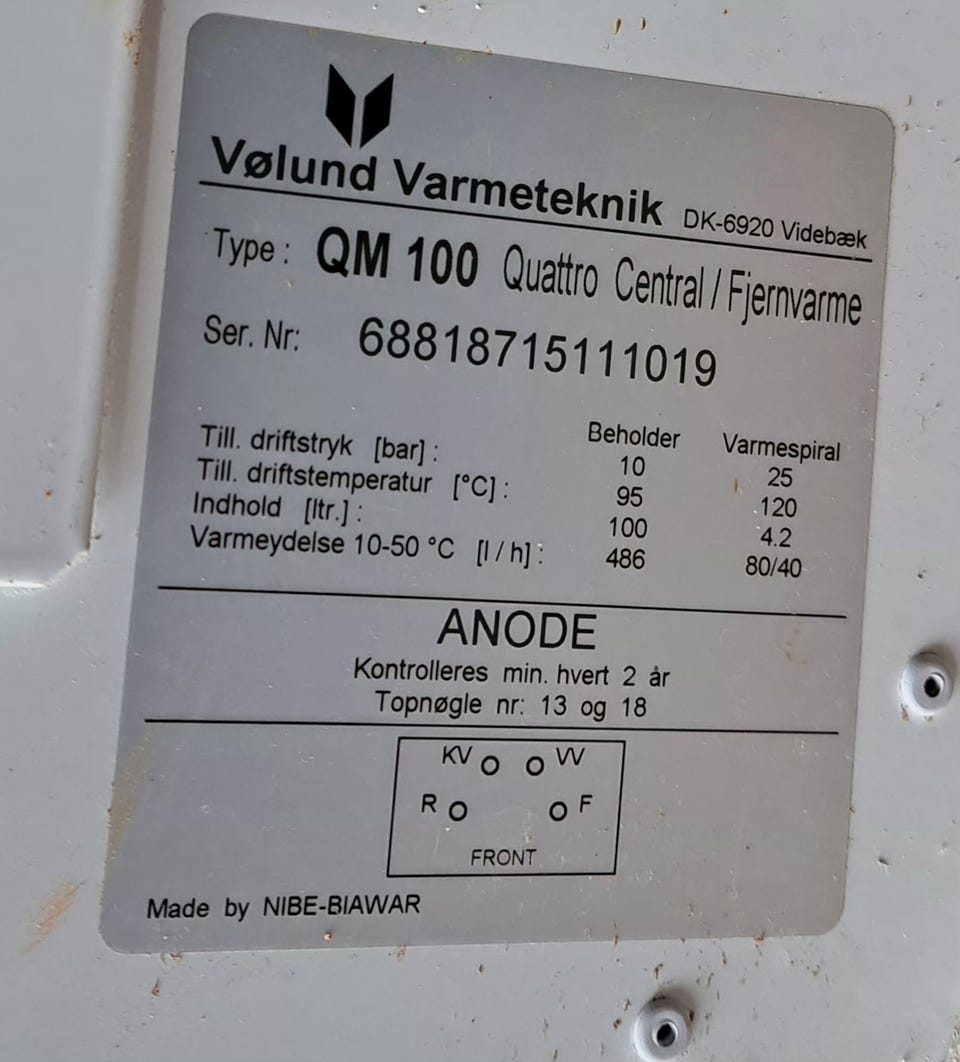 Vølund Varmeteknik DK-6920 Videbæk
Type : QM 100 Quattro Central / Fjernvarme
Ser. Nr: 68818715111019
Beholder Varmespiral
Till. driftstryk [bar] : 10 25
Till. driftstemperatur [°C] : 95 120
Indhold [ltr.] : 100 4.2
Varmeydelse 10-50 °C [l / h] : 486 80/40
ANODE
Kontrolleres min. hvert 2 år
Topnøgle nr: 13 og 18
KV VV
R F
FRONT
Made by NIBE-BIAWAR